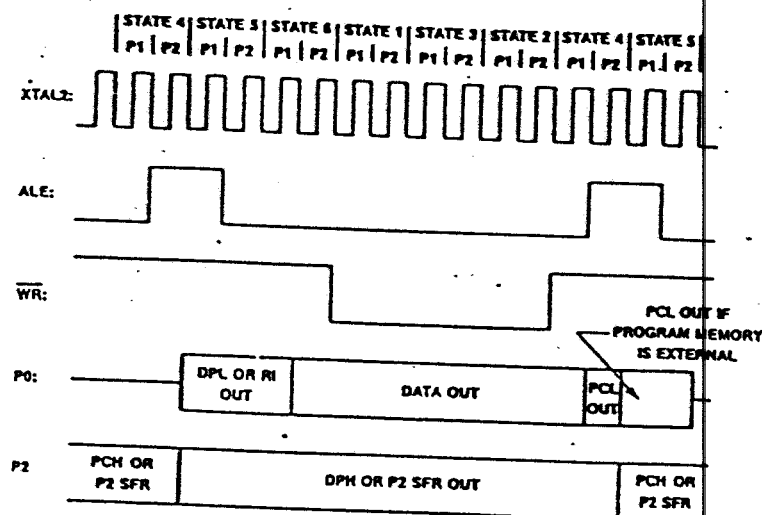 STATE 4 STATE 5 STATE 6 STATE 1 STATE 3 STATE 2 STATE 4 STATE 5
P1 P2 P1 P2 P1 P2 P1 P2 P1 P2 P1 P2 P1 P2 P1 P2
XTAL2:
ALE:
WR:
PCL OUT IF
PROGRAM MEMORY
IS EXTERNAL
P0:
DPL OR RI
OUT
DATA OUT
PCL
OUT
P2
PCH OR
P2 SFR
DPH OR P2 SFR OUT
PCH OR
P2 SFR